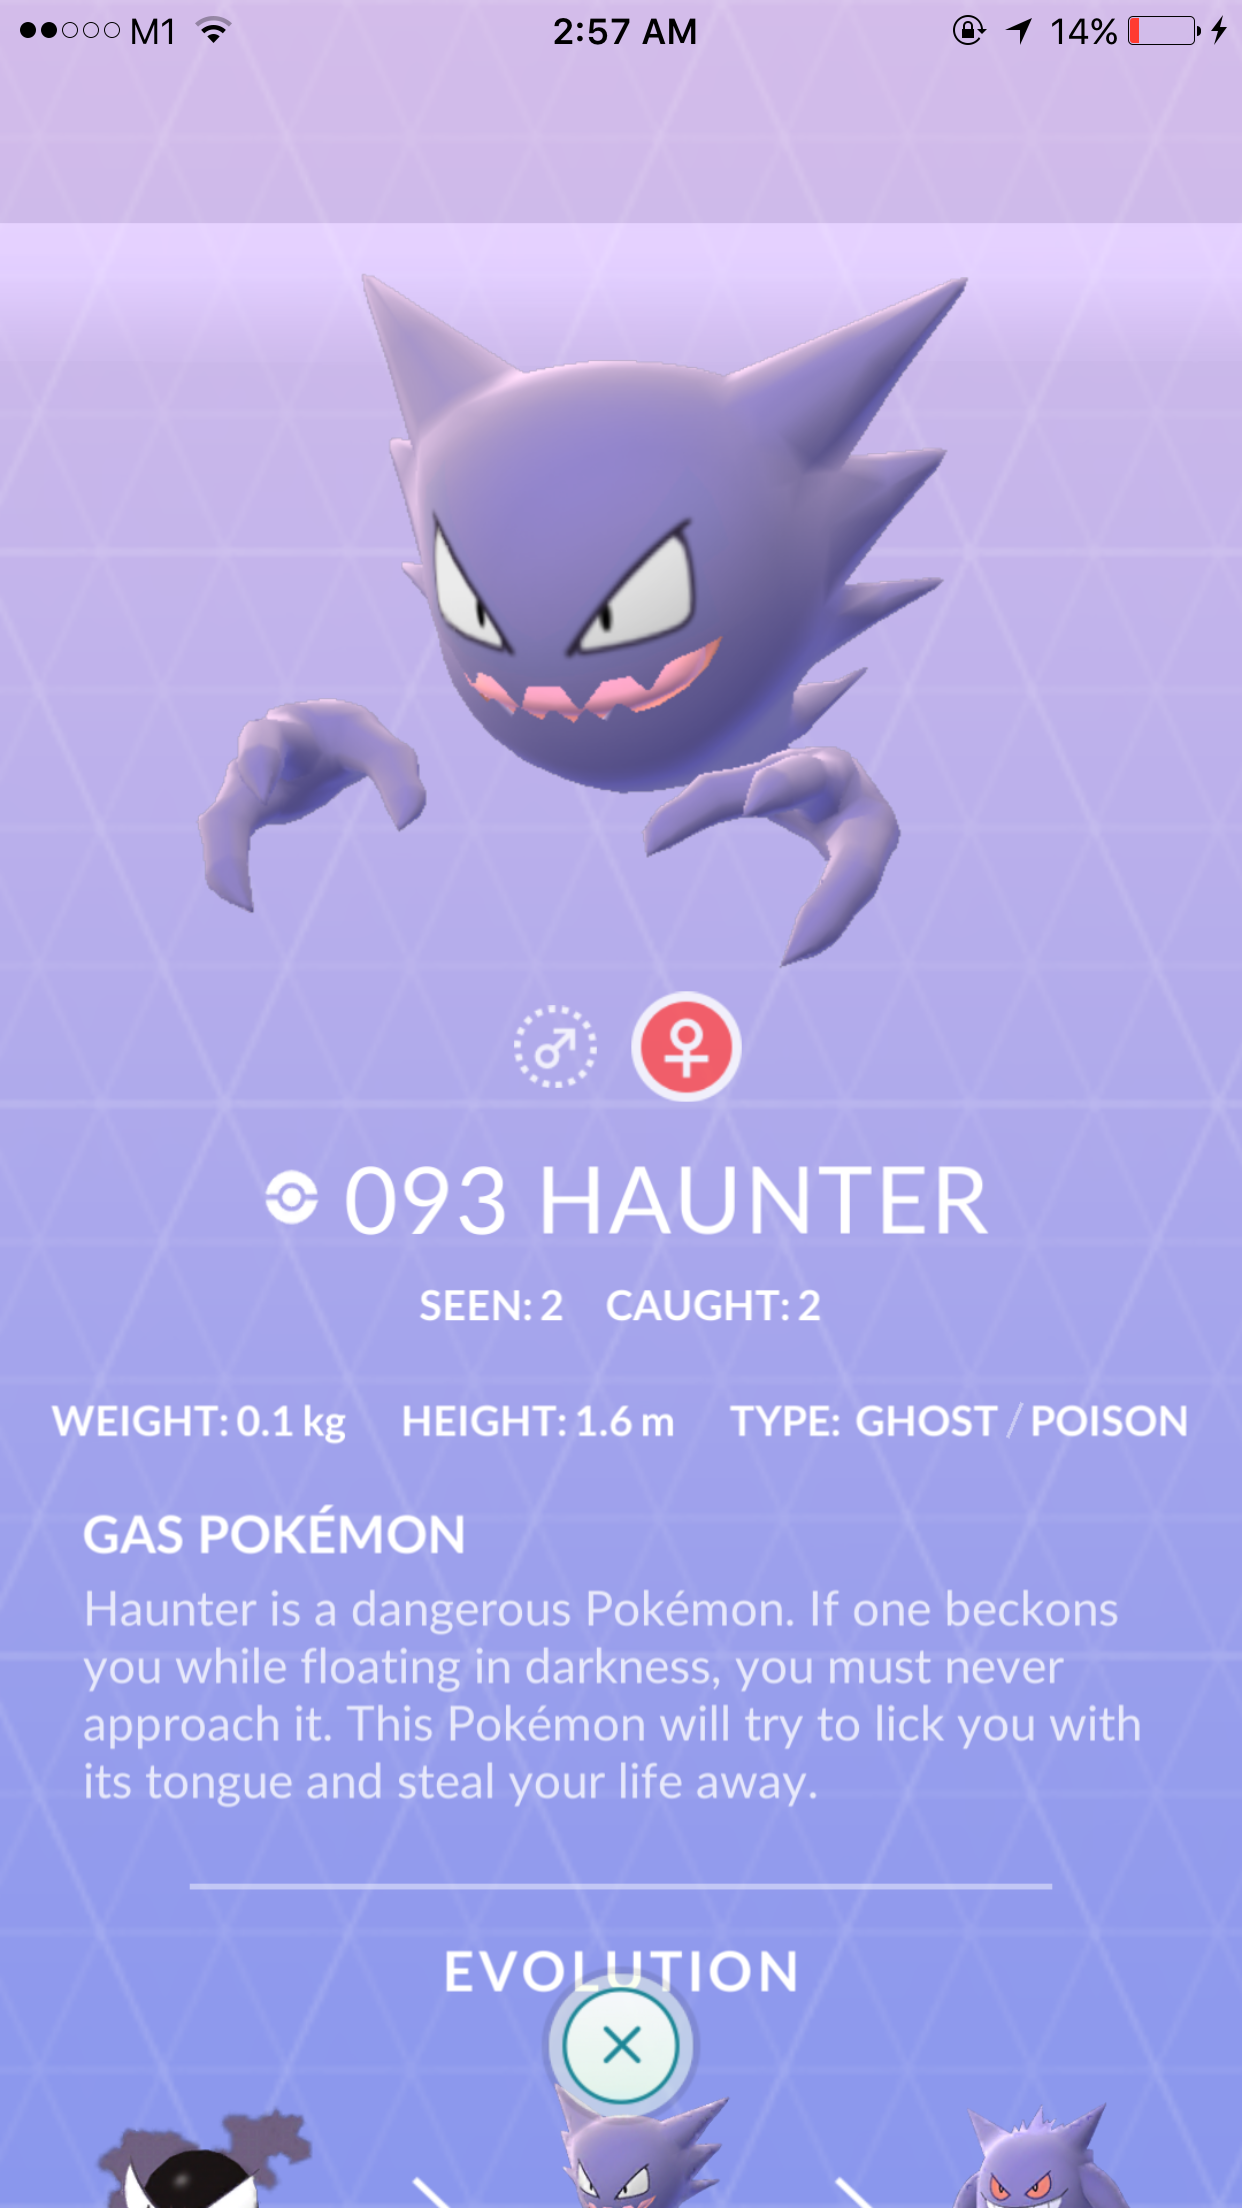 M1 2:57 AM 14%
093 HAUNTER
SEEN: 2 CAUGHT: 2
WEIGHT: 0.1 kg HEIGHT: 1.6 m TYPE: GHOST / POISON
GAS POKÉMON
Haunter is a dangerous Pokémon. If one beckons
you while floating in darkness, you must never
approach it. This Pokémon will try to lick you with
its tongue and steal your life away.
EVOLUTION